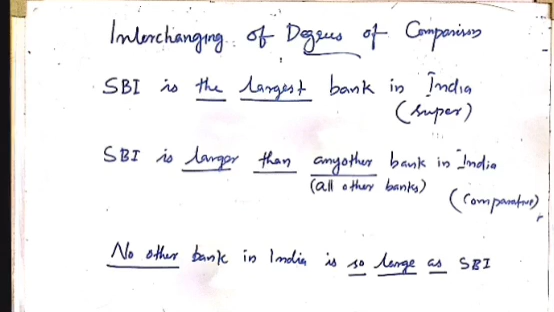 Interchanging of Degrees of Comparison
SBI is the largest bank in India
(super)
SBI is larger than anyother bank in India
(all other banks)
(Comparative)
No other bank in India is so large as SBI